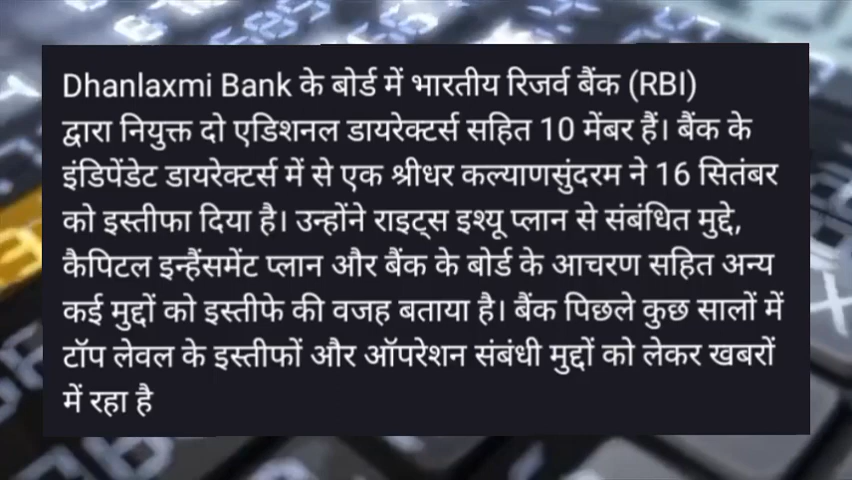 Dhanlaxmi Bank के बोर्ड में भारतीय रिजर्व बैंक (RBI)
द्वारा नियुक्त दो एडिशनल डायरेक्टर्स सहित 10 मेंबर हैं। बैंक के
इंडिपेंडेट डायरेक्टर्स में से एक श्रीधर कल्याणसुंदरम ने 16 सितंबर
को इस्तीफा दिया है। उन्होंने राइट्स इश्यू प्लान से संबंधित मुद्दे,
कैपिटल इन्हैंसमेंट प्लान और बैंक के बोर्ड के आचरण सहित अन्य
कई मुद्दों को इस्तीफे की वजह बताया है। बैंक पिछले कुछ सालों में
टॉप लेवल के इस्तीफों और ऑपरेशन संबंधी मुद्दों को लेकर खबरों
में रहा है